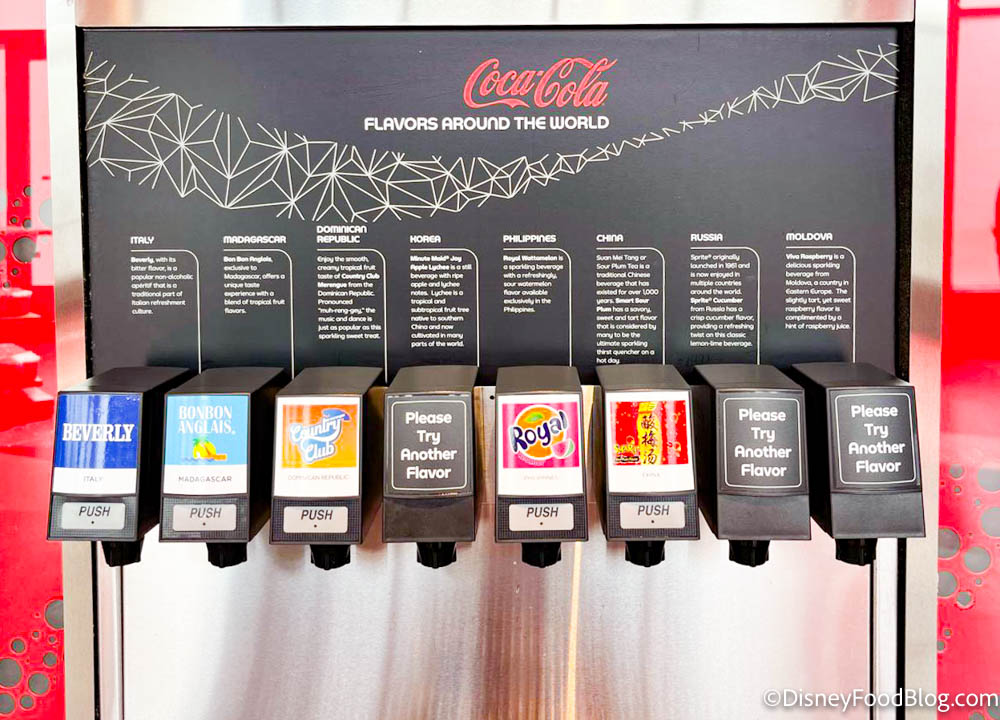 Coca-Cola
FLAVORS AROUND THE WORLD
ITALY
Beverly, with its
bitter flavor, is a
popular non-alcoholic
apéritif that is a
traditional part of
Italian refreshment
culture.
MADAGASCAR
Bon Bon Anglais,
exclusive to
Madagascar, offers a
unique taste
experience with a
blend of tropical fruit
flavors.
DOMINICAN
REPUBLIC
Enjoy the smooth,
creamy tropical fruit
taste of Country Club
Merengue from the
Dominican Republic.
Pronounced
"muh-reng-gey," the
music and dance is
just as popular as this
sparkling sweet treat.
KOREA
Minute Maid® Joy
Apple Lychee is a still
beverage with ripe
apple and lychee
notes. Lychee is a
tropical and
subtropical fruit tree
native to southern
China and now
cultivated in many
parts of the world.
PHILIPPINES
Royal Wattamelon is
a sparkling beverage
with a refreshingly,
sour watermelon
flavor available
exclusively in the
Philippines.
CHINA
Suan Mei Tang or
Sour Plum Tea is a
traditional Chinese
beverage that has
existed for over 1,000
years. Smart Sour
Plum has a savory,
sweet and tart flavor
that is considered by
many to be the
ultimate sparkling
thirst quencher on a
hot day.
RUSSIA
Sprite® originally
launched in 1961 and
is now enjoyed in
multiple countries
around the world.
Sprite® Cucumber
from Russia has a
crisp cucumber flavor,
providing a refreshing
twist on this classic
lemon-lime beverage.
MOLDOVA
Viva Raspberry is a
delicious sparkling
beverage from
Moldova, a country in
Eastern Europe. The
slightly tart, yet sweet
raspberry flavor is
complimented by a
hint of raspberry juice.
BEVERLY
ITALY
PUSH
BONBON
ANGLAIS®
MADAGASCAR
PUSH
Country
Club
DOMINICAN REPUBLIC
PUSH
Please
Try
Another
Flavor
Royal
PHILIPPINES
PUSH
酸梅汤
CHINA
PUSH
Please
Try
Another
Flavor
Please
Try
Another
Flavor
©DisneyFoodBlog.com